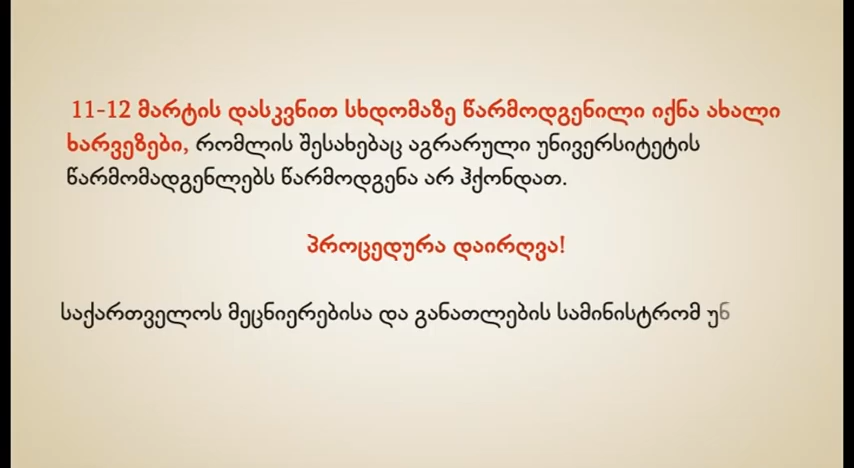 11-12 მარტის დასკვნით სხდომაზე წარმოდგენილი იქნა ახალი
ხარვეზები, რომლის შესახებაც აგრარული უნივერსიტეტის
წარმომადგენლებს წარმოდგენა არ ჰქონდათ.
პროცედურა დაირღვა!
საქართველოს მეცნიერებისა და განათლების სამინისტრომ უნ